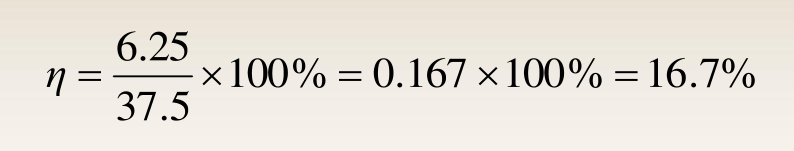 η = 6.25/37.5 ×100% = 0.167 ×100% = 16.7%